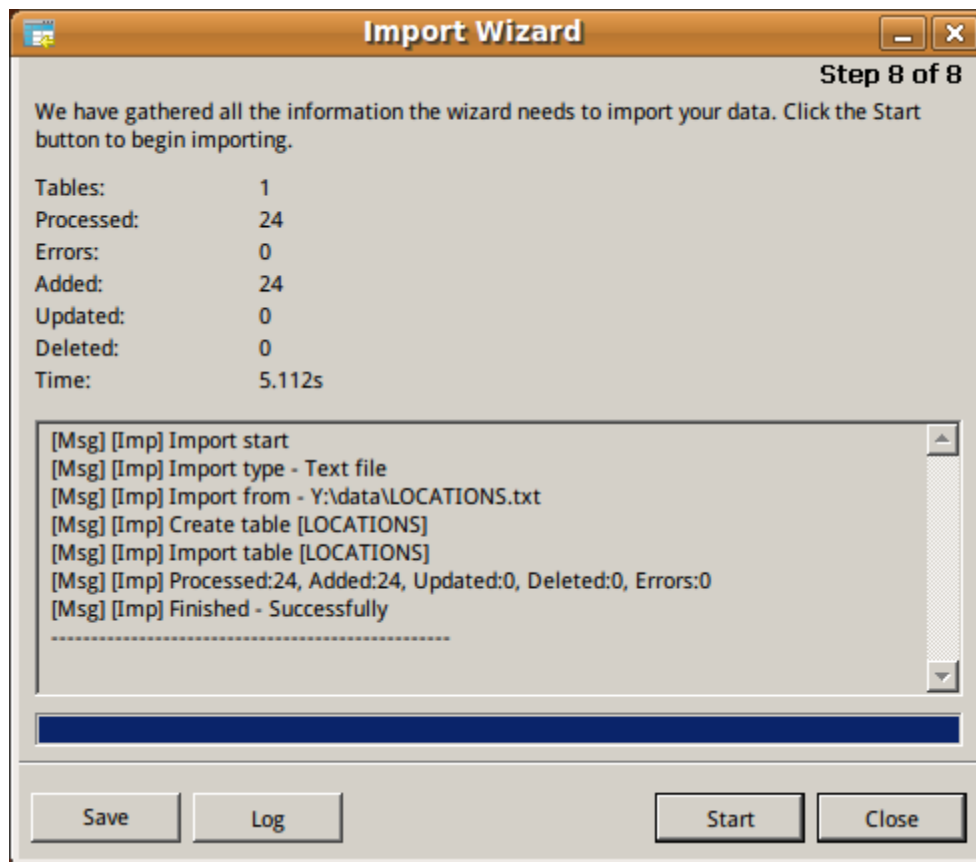 Import Wizard
Step 8 of 8
We have gathered all the information the wizard needs to import your data. Click the Start
button to begin importing.
Tables: 1
Processed: 24
Errors: 0
Added: 24
Updated: 0
Deleted: 0
Time: 5.112s
[Msg] [Imp] Import start
[Msg] [Imp] Import type - Text file
[Msg] [Imp] Import from - Y:\data\LOCATIONS.txt
[Msg] [Imp] Create table [LOCATIONS]
[Msg] [Imp] Import table [LOCATIONS]
[Msg] [Imp] Processed:24, Added:24, Updated:0, Deleted:0, Errors:0
[Msg] [Imp] Finished - Successfully
--------------------------------------------------
Save Log Start Close